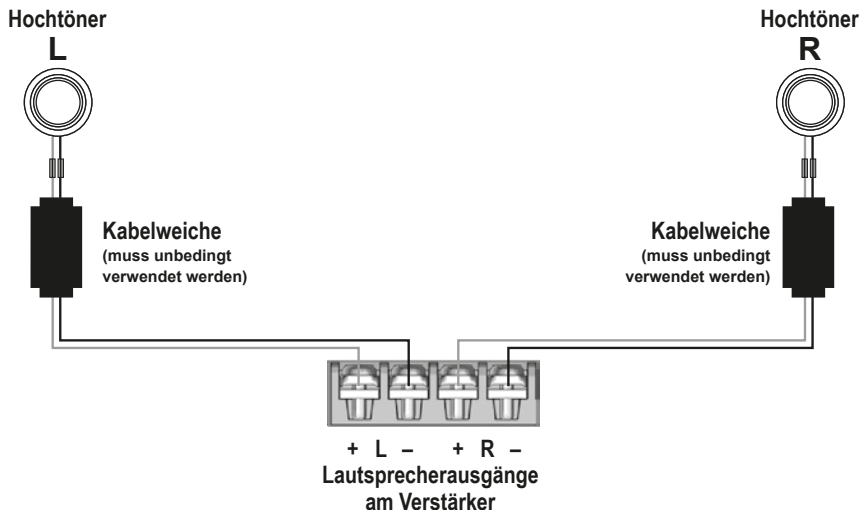 Hochtöner
L
Hochtöner
R
Kabelweiche
(muss unbedingt
verwendet werden)
Kabelweiche
(muss unbedingt
verwendet werden)
+ L – + R –
Lautsprecherausgänge
am Verstärker